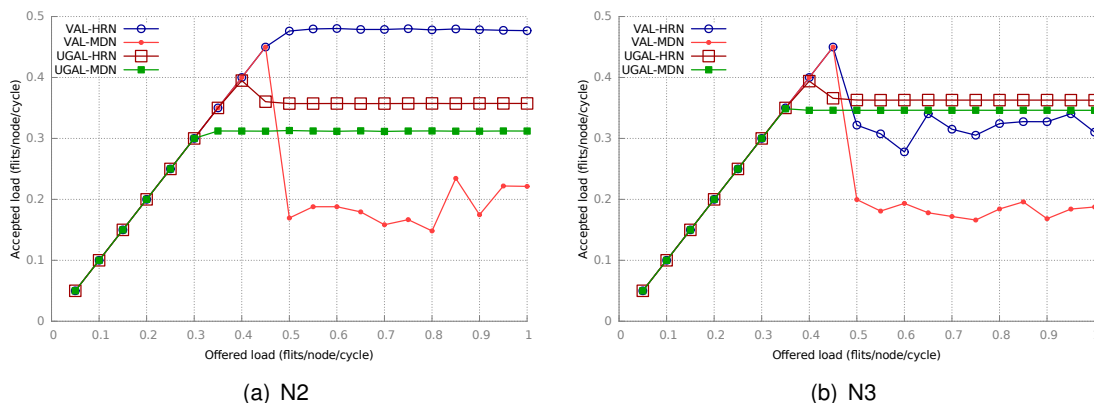 0.5
0.4
0.3
0.2
0.1
0
0 0.1 0.2 0.3 0.4 0.5 0.6 0.7 0.8 0.9 1
Accepted load (flits/node/cycle)
Offered load (flits/node/cycle)
VAL-HRN
VAL-MDN
UGAL-HRN
UGAL-MDN
(a) N2
0.5
0.4
0.3
0.2
0.1
0
0 0.1 0.2 0.3 0.4 0.5 0.6 0.7 0.8 0.9
Accepted load (flits/node/cycle)
Offered load (flits/node/cycle)
VAL-HRN
VAL-MDN
UGAL-HRN
UGAL-MDN
(b) N3